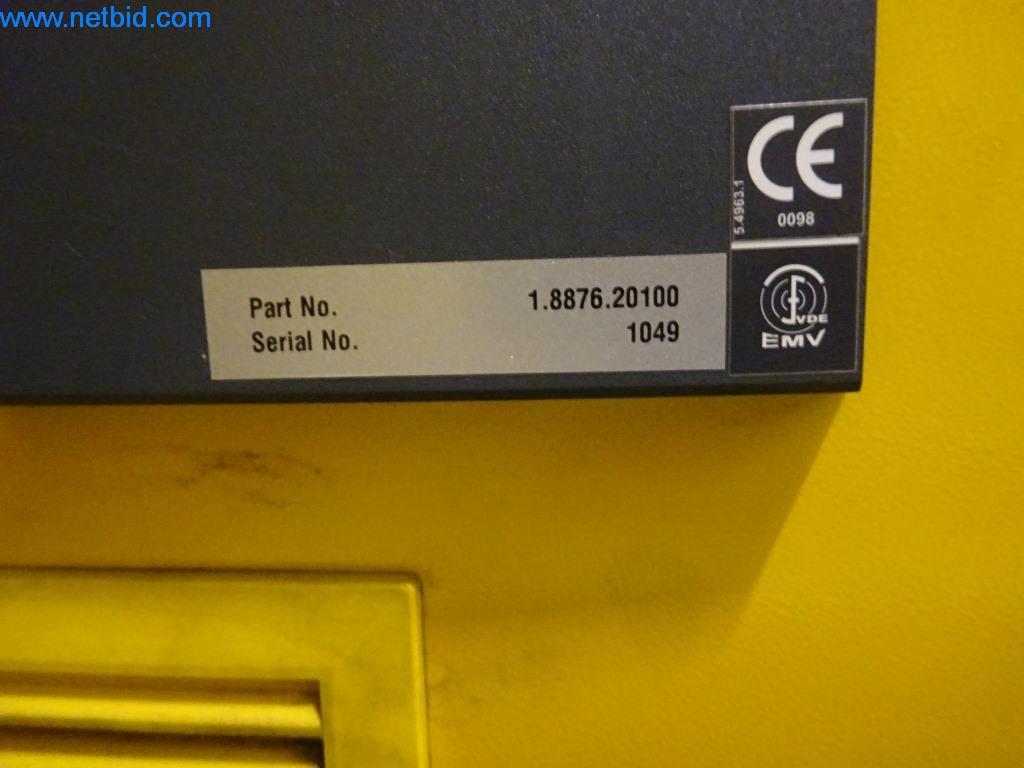 www.netbid.com
CE
5.4963.1
0098
Part No. 1.8876.20100
Serial No. 1049
VDE
EMV